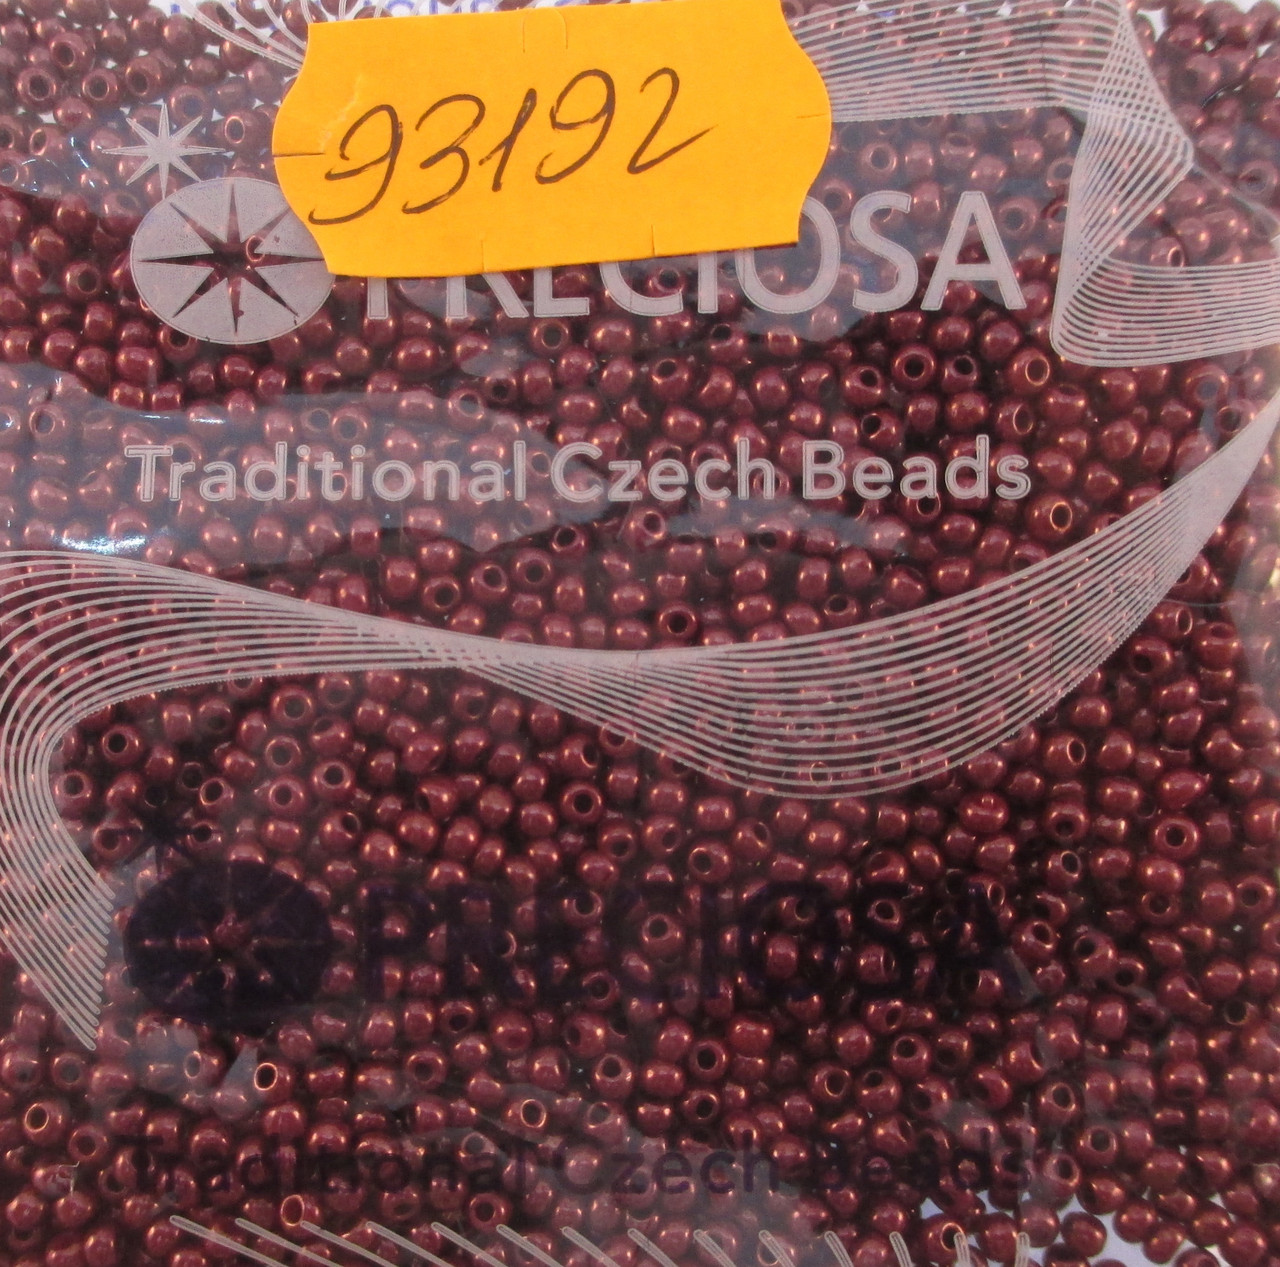 93192
PRECIOSA
Traditional Czech Beads
PRECIOSA
Traditional Czech Beads